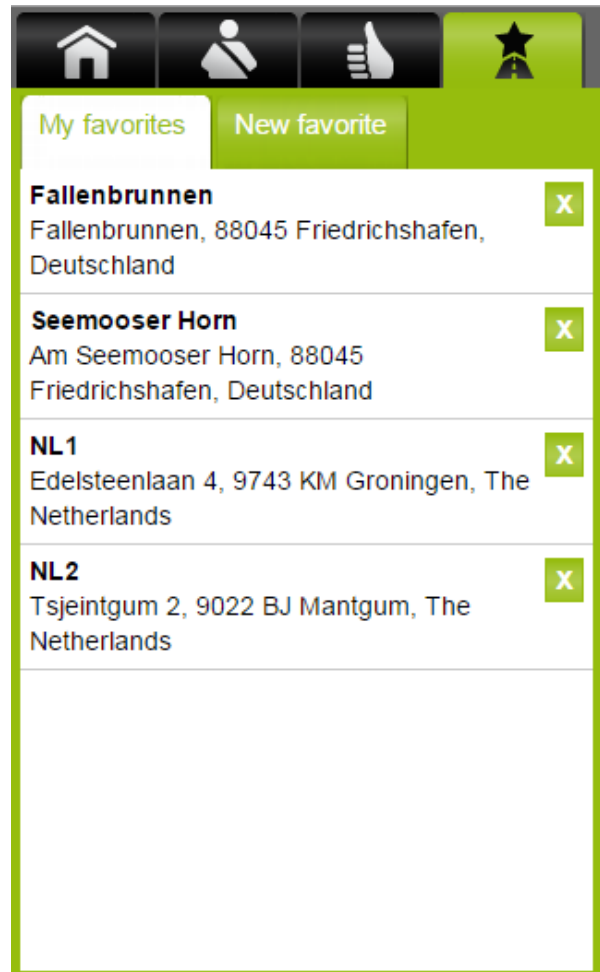 My favorites
New favorite
Fallenbrunnen
X
Fallenbrunnen, 88045 Friedrichshafen,
Deutschland
Seemooser Horn
X
Am Seemooser Horn, 88045
Friedrichshafen, Deutschland
NL1
X
Edelsteenlaan 4, 9743 KM Groningen, The
Netherlands
NL2
X
Tsjeintgum 2, 9022 BJ Mantgum, The
Netherlands